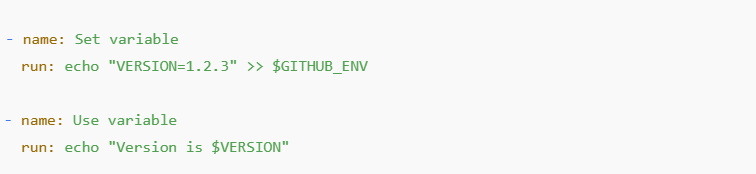 - name: Set variable
  run: echo "VERSION=1.2.3" >> $GITHUB_ENV

- name: Use variable
  run: echo "Version is $VERSION"